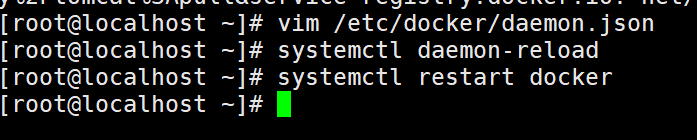 [root@localhost ~]# vim /etc/docker/daemon.json
[root@localhost ~]# systemctl daemon-reload
[root@localhost ~]# systemctl restart docker
[root@localhost ~]#